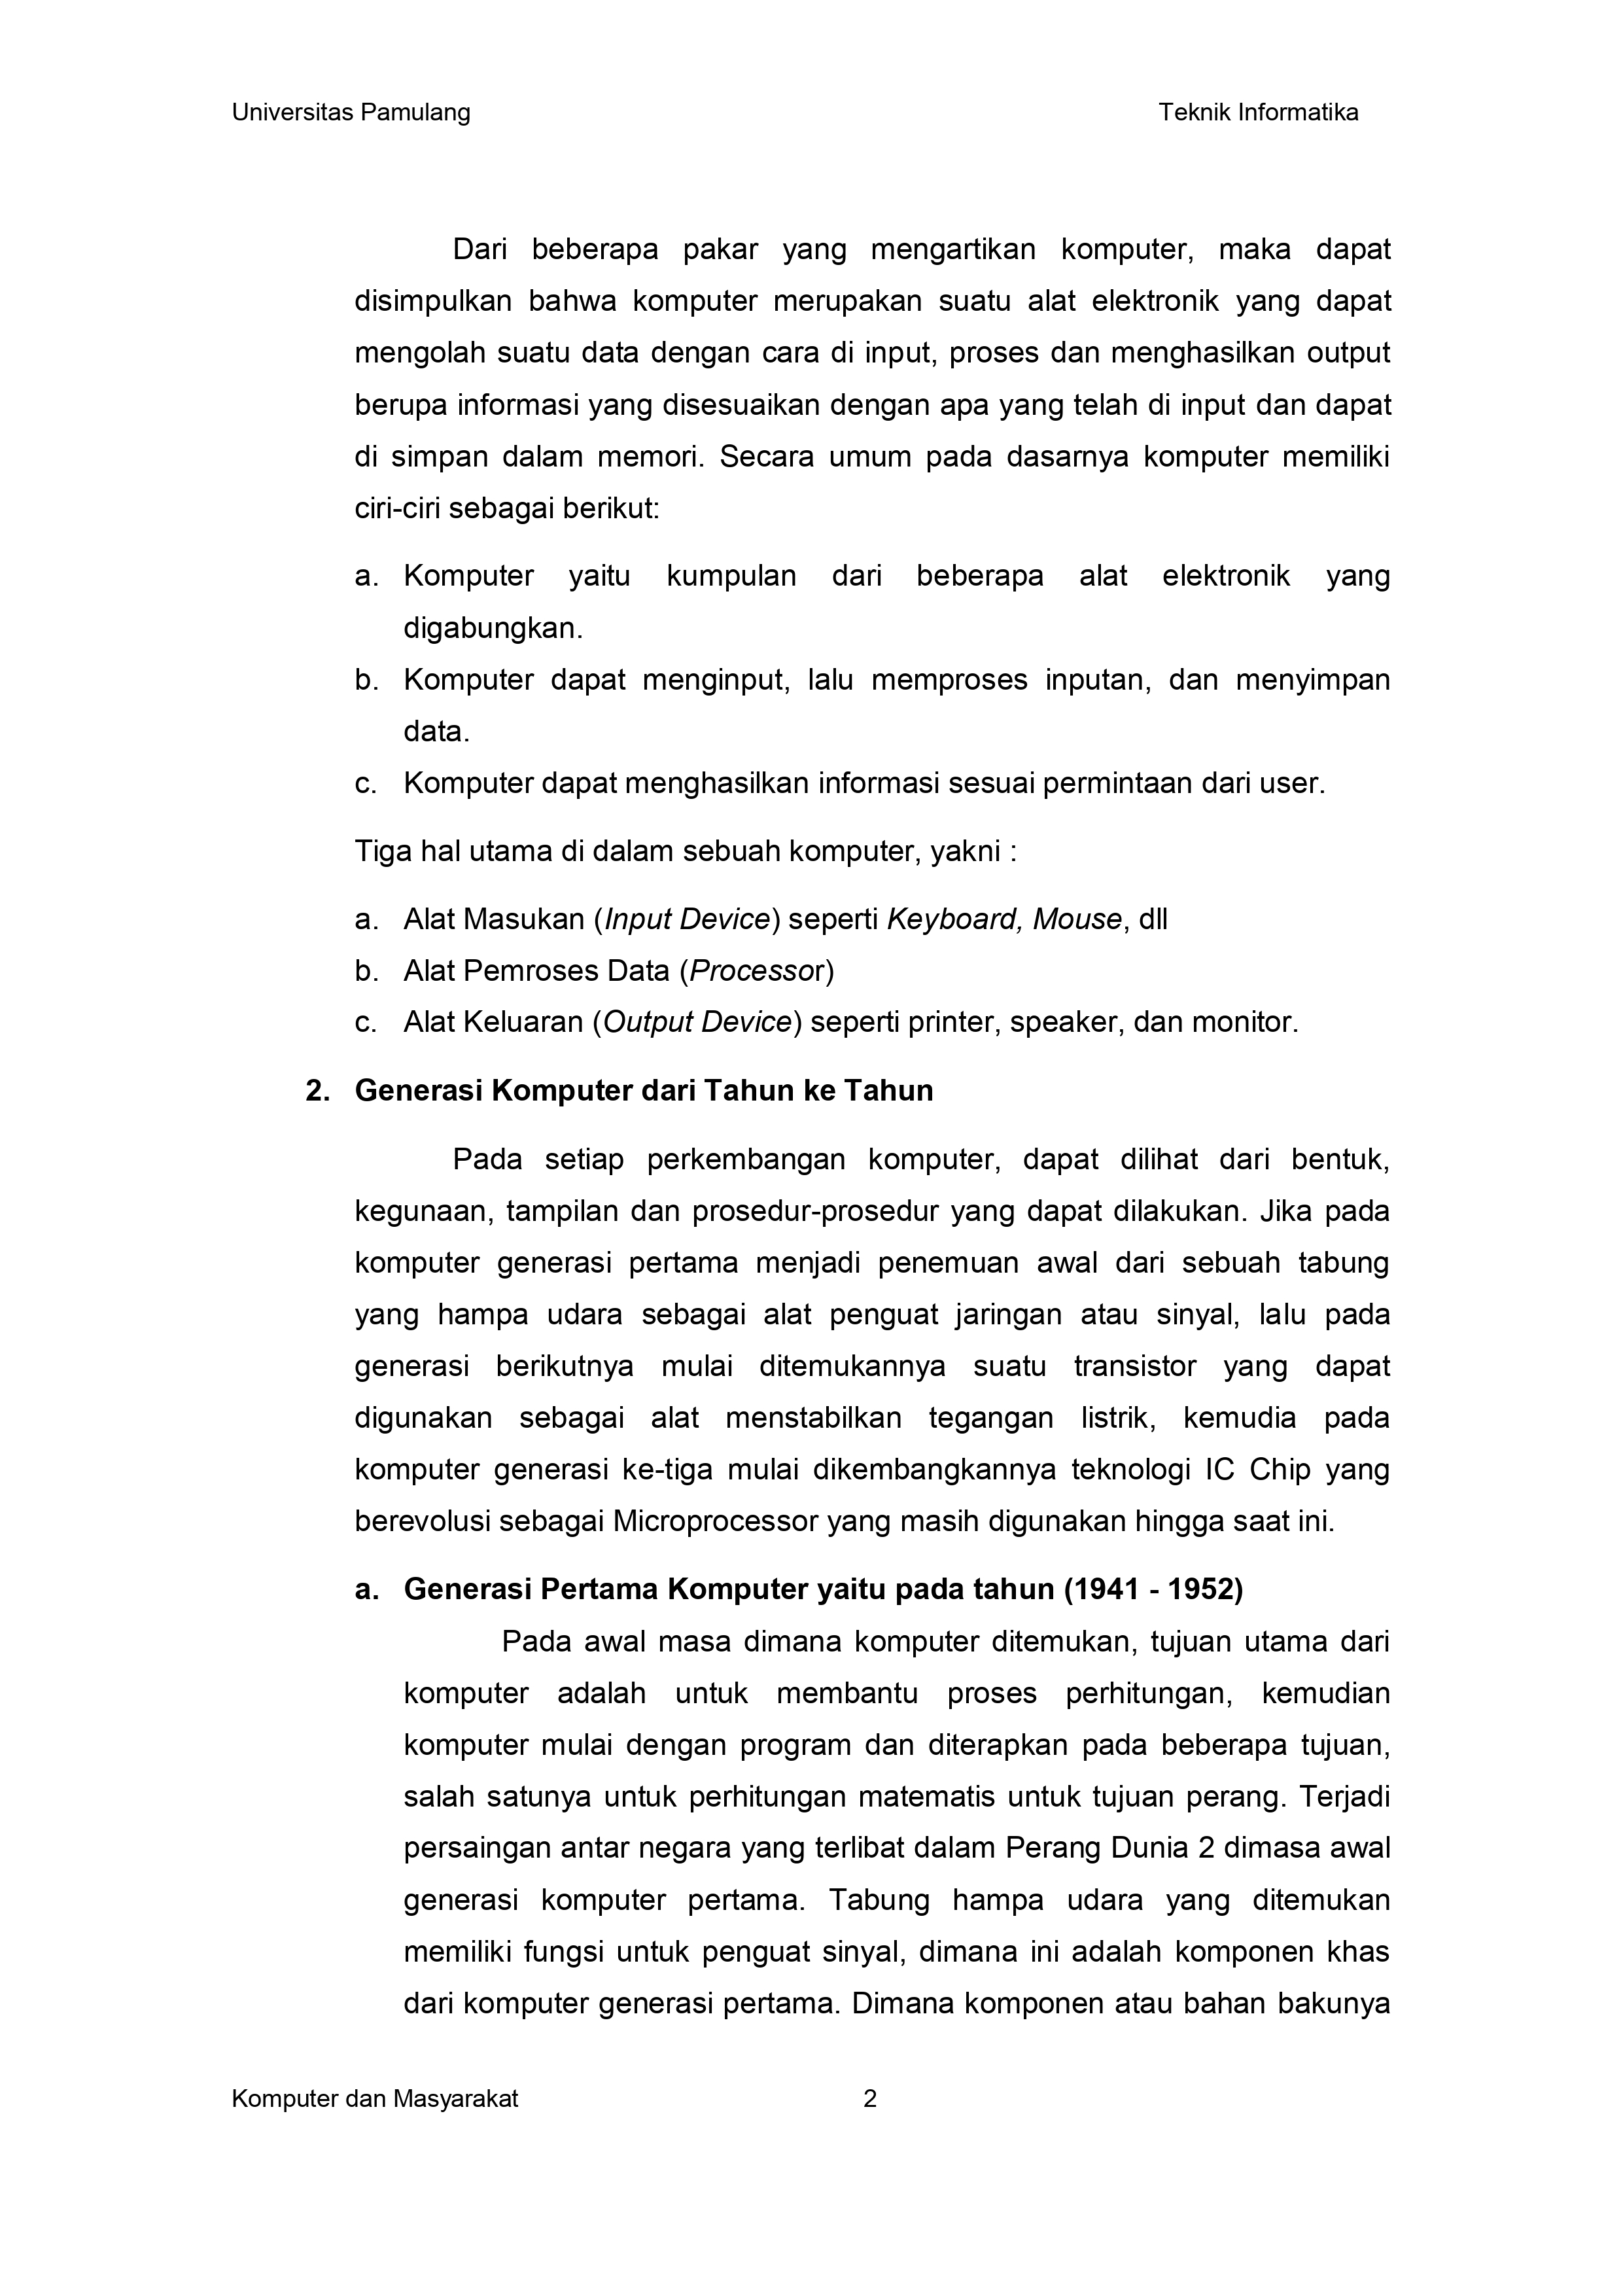 Universitas Pamulang Teknik Informatika
Dari beberapa pakar yang mengartikan komputer, maka dapat
disimpulkan bahwa komputer merupakan suatu alat elektronik yang dapat
mengolah suatu data dengan cara di input, proses dan menghasilkan output
berupa informasi yang disesuaikan dengan apa yang telah di input dan dapat
di simpan dalam memori. Secara umum pada dasarnya komputer memiliki
ciri-ciri sebagai berikut:
a. Komputer yaitu kumpulan dari beberapa alat elektronik yang
digabungkan.
b. Komputer dapat menginput, lalu memproses inputan, dan menyimpan
data.
c. Komputer dapat menghasilkan informasi sesuai permintaan dari user.
Tiga hal utama di dalam sebuah komputer, yakni :
a. Alat Masukan (Input Device) seperti Keyboard, Mouse, dll
b. Alat Pemroses Data (Processor)
c. Alat Keluaran (Output Device) seperti printer, speaker, dan monitor.
2. Generasi Komputer dari Tahun ke Tahun
Pada setiap perkembangan komputer, dapat dilihat dari bentuk,
kegunaan, tampilan dan prosedur-prosedur yang dapat dilakukan. Jika pada
komputer generasi pertama menjadi penemuan awal dari sebuah tabung
yang hampa udara sebagai alat penguat jaringan atau sinyal, lalu pada
generasi berikutnya mulai ditemukannya suatu transistor yang dapat
digunakan sebagai alat menstabilkan tegangan listrik, kemudia pada
komputer generasi ke-tiga mulai dikembangkannya teknologi IC Chip yang
berevolusi sebagai Microprocessor yang masih digunakan hingga saat ini.
a. Generasi Pertama Komputer yaitu pada tahun (1941 - 1952)
Pada awal masa dimana komputer ditemukan, tujuan utama dari
komputer adalah untuk membantu proses perhitungan, kemudian
komputer mulai dengan program dan diterapkan pada beberapa tujuan,
salah satunya untuk perhitungan matematis untuk tujuan perang. Terjadi
persaingan antar negara yang terlibat dalam Perang Dunia 2 dimasa awal
generasi komputer pertama. Tabung hampa udara yang ditemukan
memiliki fungsi untuk penguat sinyal, dimana ini adalah komponen khas
dari komputer generasi pertama. Dimana komponen atau bahan bakunya
Komputer dan Masyarakat 2